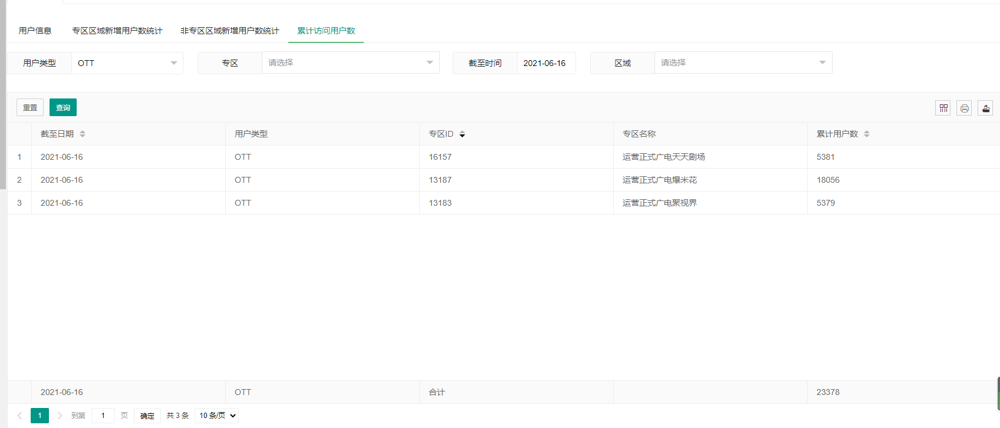 用户信息 专区区域新增用户数统计 非专区区域新增用户数统计 累计访问用户数
用户类型 OTT 专区 请选择 截至时间 2021-06-16 区域 请选择
重置 查询
截至日期 用户类型 专区ID 专区名称 累计用户数
1 2021-06-16 OTT 16157 运营正式广电天天剧场 5381
2 2021-06-16 OTT 13187 运营正式广电爆米花 18056
3 2021-06-16 OTT 13183 运营正式广电聚视界 5379
2021-06-16 OTT 合计 23378
1 到第 1 页 确定 共 3 条 10 条/页